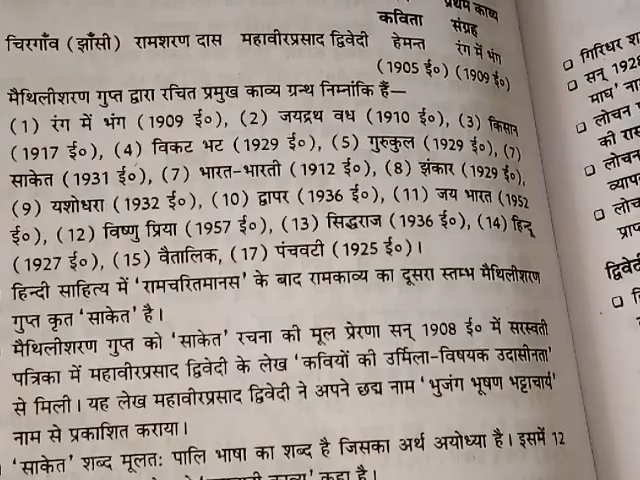 प्रथम काव्य
कविता संग्रह
चिरगाँव (झाँसी) रामशरण दास महावीरप्रसाद द्विवेदी हेमन्त रंग में भंग
(1905 ई०) (1909 ई०)
मैथिलीशरण गुप्त द्वारा रचित प्रमुख काव्य ग्रन्थ निम्नांकि हैं—
(1) रंग में भंग (1909 ई०), (2) जयद्रथ वध (1910 ई०), (3) किसान
(1917 ई०), (4) विकट भट (1929 ई०), (5) गुरुकुल (1929 ई०), (7)
साकेत (1931 ई०), (7) भारत-भारती (1912 ई०), (8) झंकार (1929 ई०),
(9) यशोधरा (1932 ई०), (10) द्वापर (1936 ई०), (11) जय भारत (1952
ई०), (12) विष्णु प्रिया (1957 ई०), (13) सिद्धराज (1936 ई०), (14) हिन्दू
(1927 ई०), (15) वैतालिक, (17) पंचवटी (1925 ई०)।
हिन्दी साहित्य में 'रामचरितमानस' के बाद रामकाव्य का दूसरा स्तम्भ मैथिलीशरण
गुप्त कृत 'साकेत' है।
मैथिलीशरण गुप्त को 'साकेत' रचना की मूल प्रेरणा सन् 1908 ई० में सरस्वती
पत्रिका में महावीरप्रसाद द्विवेदी के लेख 'कवियों की उर्मिला-विषयक उदासीनता'
से मिली। यह लेख महावीरप्रसाद द्विवेदी ने अपने छद्म नाम 'भुजंग भूषण भट्टाचार्य'
नाम से प्रकाशित कराया।
'साकेत' शब्द मूलत: पालि भाषा का शब्द है जिसका अर्थ अयोध्या है। इसमें 12
कहा है।
गिरिधर
सन् 1928
माघ'
लोचन
की
लोचन
द्विवेदी